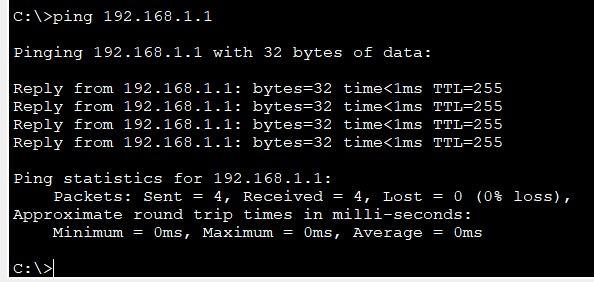 C:\>ping 192.168.1.1
Pinging 192.168.1.1 with 32 bytes of data:
Reply from 192.168.1.1: bytes=32 time<1ms TTL=255
Reply from 192.168.1.1: bytes=32 time<1ms TTL=255
Reply from 192.168.1.1: bytes=32 time<1ms TTL=255
Reply from 192.168.1.1: bytes=32 time<1ms TTL=255
Ping statistics for 192.168.1.1:
    Packets: Sent = 4, Received = 4, Lost = 0 (0% loss),
Approximate round trip times in milli-seconds:
    Minimum = 0ms, Maximum = 0ms, Average = 0ms
C:\>